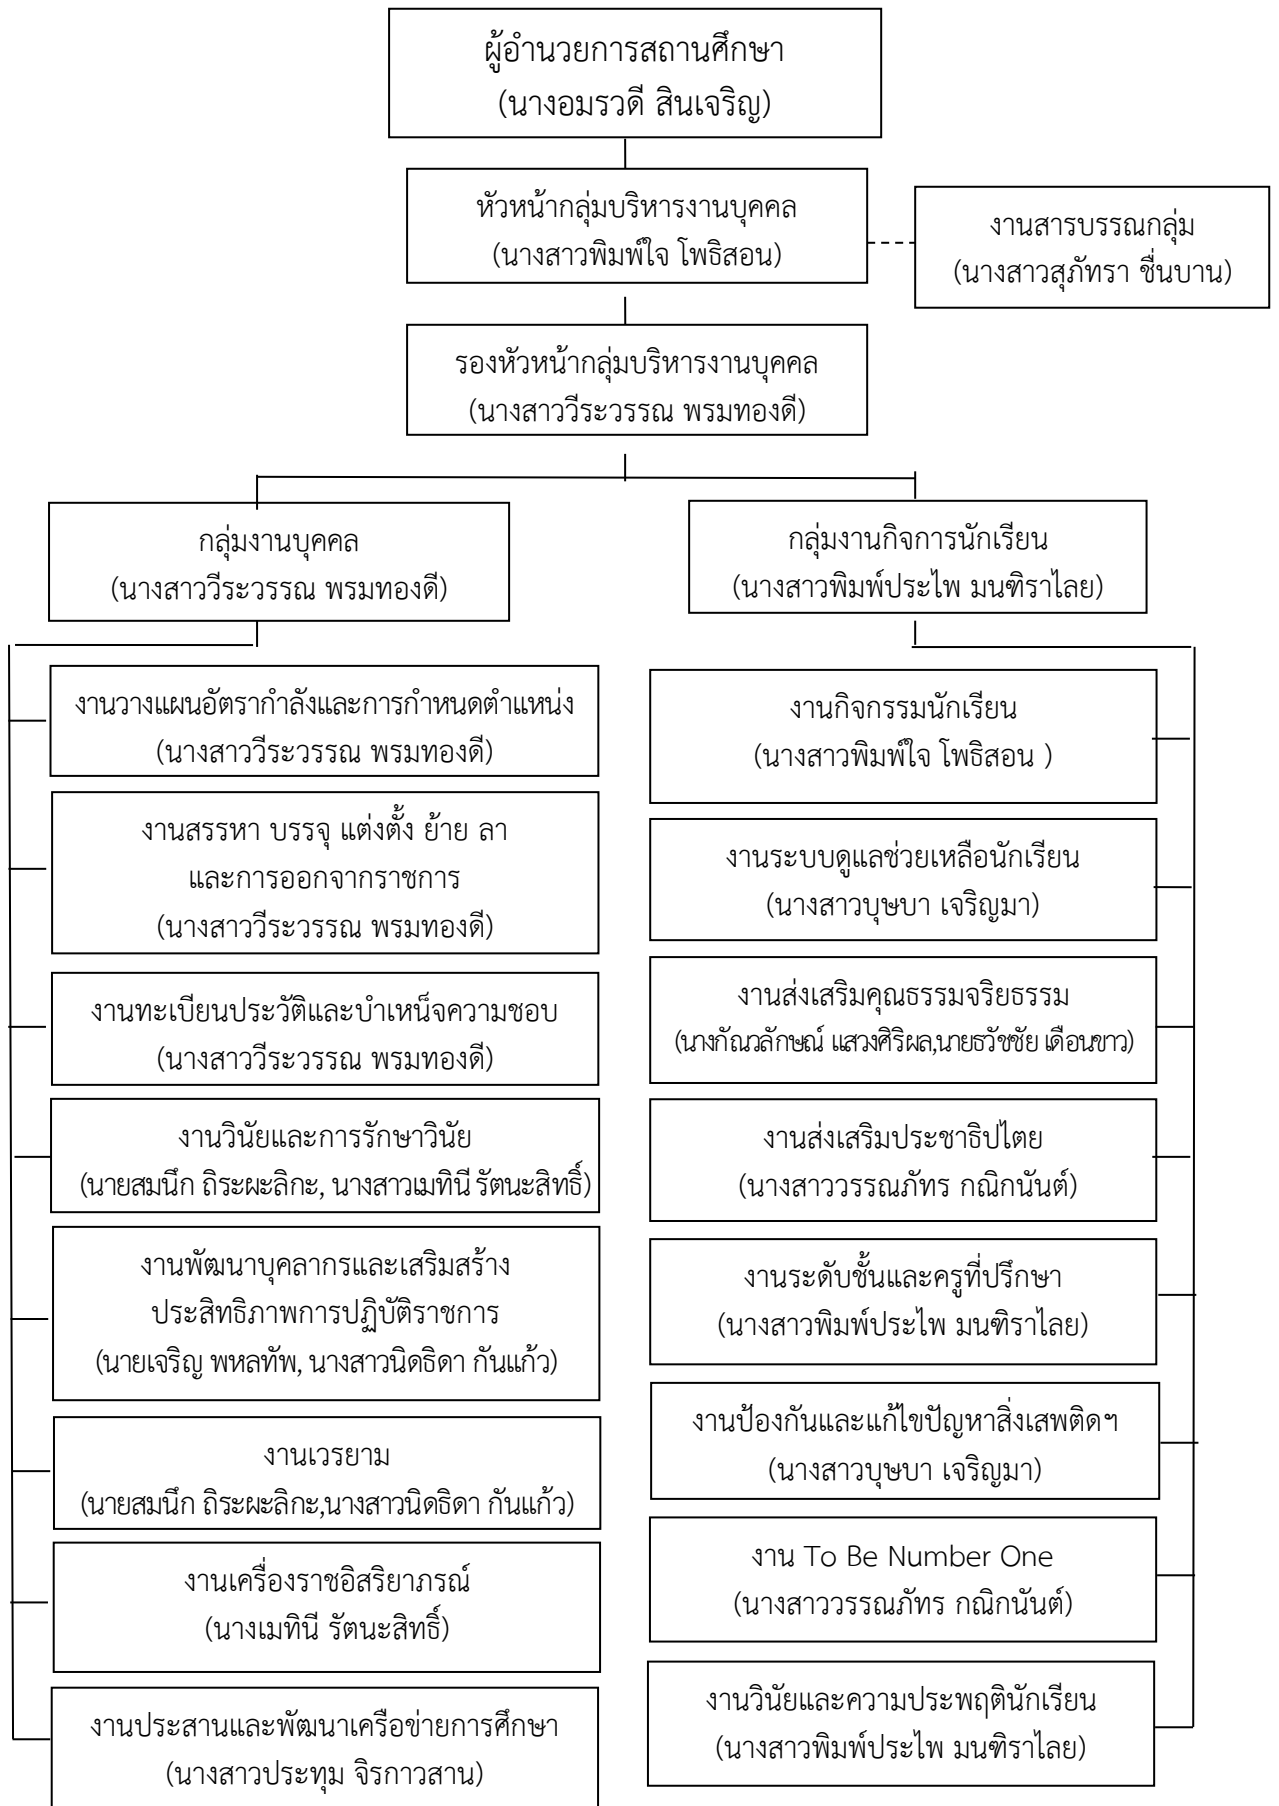 ผู้อำนวยการสถานศึกษา
(นางอมรวดี สินเจริญ)
หัวหน้ากลุ่มบริหารงานบุคคล
(นางสาวพิมพ์ใจ โพธิสอน)
งานสารบรรณกลุ่ม
(นางสาวสุภัทรา ชื่นบาน)
รองหัวหน้ากลุ่มบริหารงานบุคคล
(นางสาววีระวรรณ พรมทองดี)
กลุ่มงานบุคคล
(นางสาววีระวรรณ พรมทองดี)
งานวางแผนอัตรากำลังและการกำหนดตำแหน่ง
(นางสาววีระวรรณ พรมทองดี)
งานสรรหา บรรจุ แต่งตั้ง ย้าย ลา
และการออกจากราชการ
(นางสาววีระวรรณ พรมทองดี)
งานทะเบียนประวัติและบำเหน็จความชอบ
(นางสาววีระวรรณ พรมทองดี)
งานวินัยและการรักษาวินัย
(นายสมนึก ถิระผะลิกะ, นางสาวเมทินี รัตนะสิทธิ์)
งานพัฒนาบุคลากรและเสริมสร้าง
ประสิทธิภาพการปฏิบัติราชการ
(นายเจริญ พหลทัพ, นางสาวนิดธิดา กันแก้ว)
งานเวรยาม
(นายสมนึก ถิระผะลิกะ,นางสาวนิดธิดา กันแก้ว)
งานเครื่องราชอิสริยาภรณ์
(นางเมทินี รัตนะสิทธิ์)
งานประสานและพัฒนาเครือข่ายการศึกษา
(นางสาวประทุม จิรกาวสาน)
กลุ่มงานกิจการนักเรียน
(นางสาวพิมพ์ประไพ มนฑิราไลย)
งานกิจกรรมนักเรียน
(นางสาวพิมพ์ใจ โพธิสอน )
งานระบบดูแลช่วยเหลือนักเรียน
(นางสาวบุษบา เจริญมา)
งานส่งเสริมคุณธรรมจริยธรรม
(นางกัณวลักษณ์ แสวงศิริผล,นายธวัชชัย เดือนขาว)
งานส่งเสริมประชาธิปไตย
(นางสาววรรณภัทร กณิกนันต์)
งานระดับชั้นและครูที่ปรึกษา
(นางสาวพิมพ์ประไพ มนฑิราไลย)
งานป้องกันและแก้ไขปัญหาสิ่งเสพติดฯ
(นางสาวบุษบา เจริญมา)
งาน To Be Number One
(นางสาววรรณภัทร กณิกนันต์)
งานวินัยและความประพฤตินักเรียน
(นางสาวพิมพ์ประไพ มนฑิราไลย)